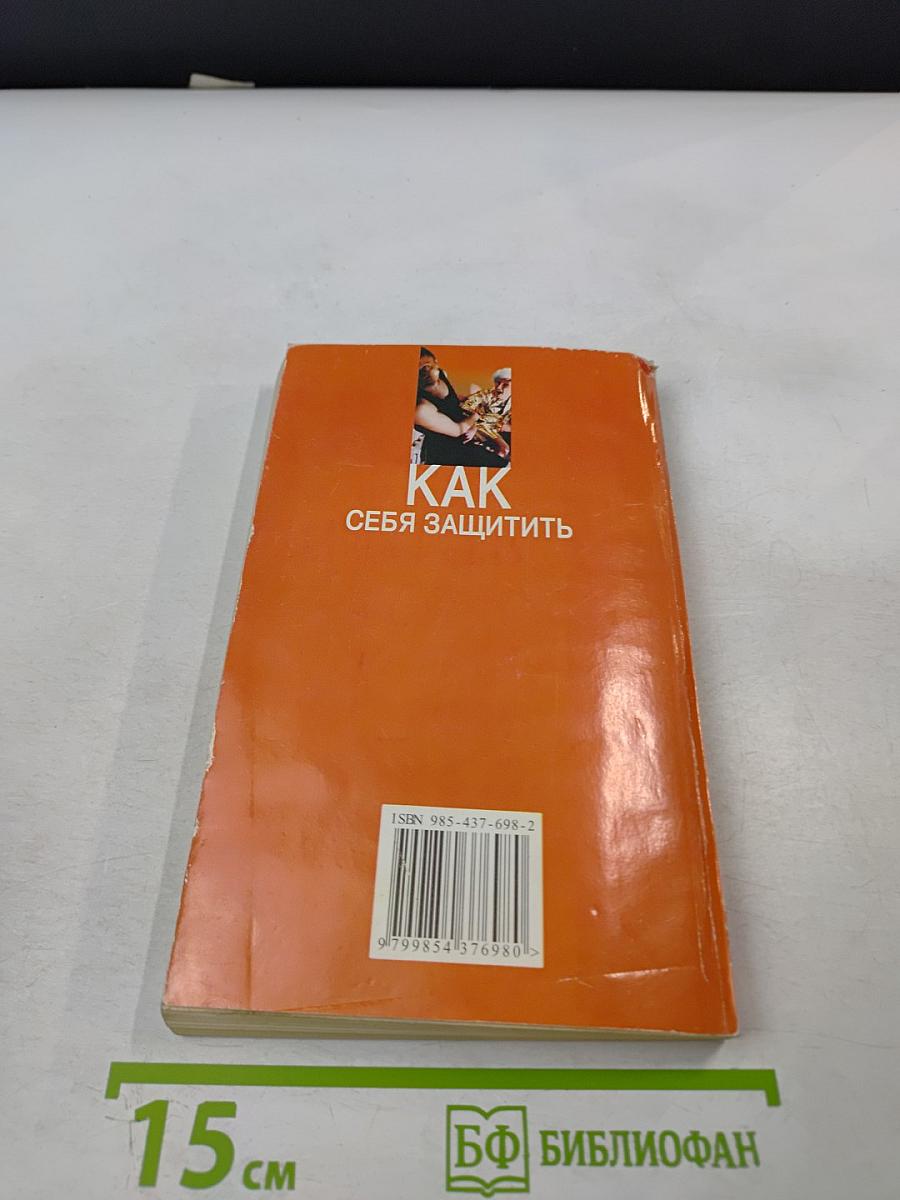 КАК
СЕБЯ ЗАЩИТИТЬ
ISBN 985-437-698-2
9 799854 376980 >
15 см
БФ БИБЛИОФАН